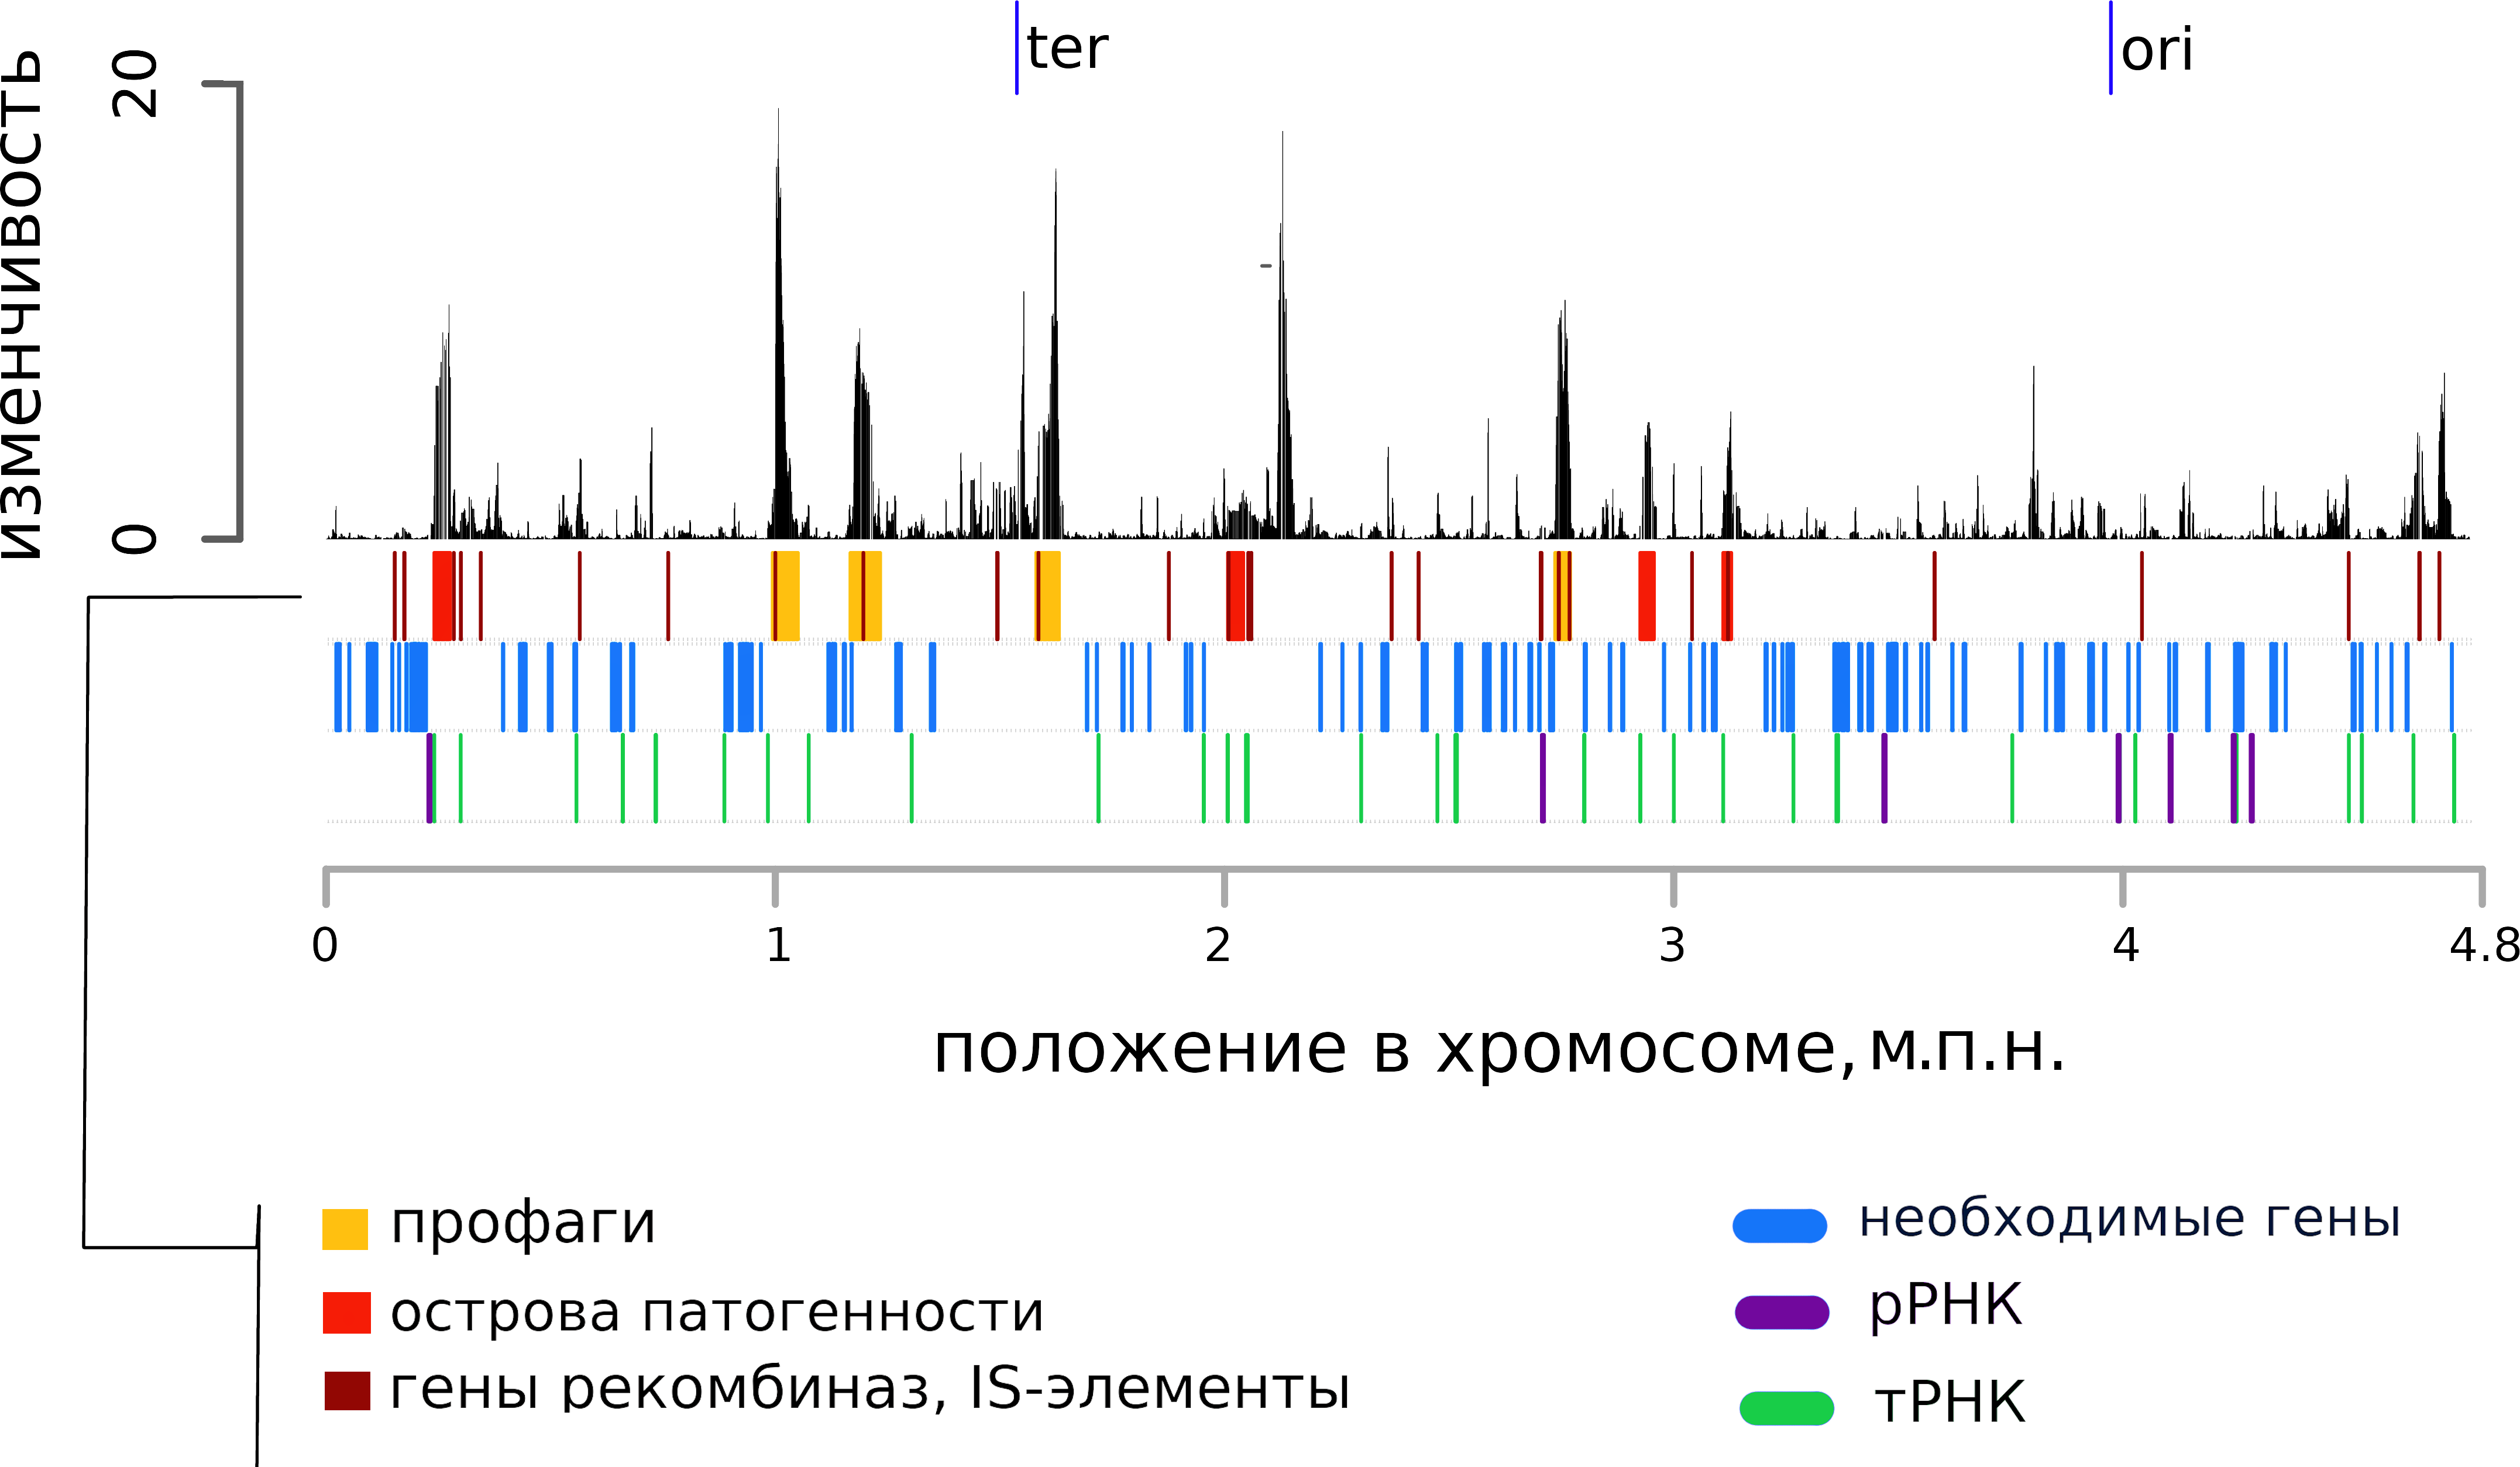 ter
ori
изменчивость
20
0
0
1
2
3
4
4.8
положение в хромосоме, м.п.н.
профаги
острова патогенности
гены рекомбиназ, IS-элементы
необходимые гены
рРНК
тРНК